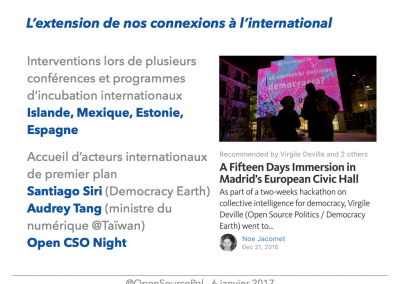 L'extension de nos connexions à l'international
Interventions lors de plusieurs
conférences et programmes
d'incubation internationaux
Islande, Mexique, Estonie,
Espagne
Accueil d'acteurs internationaux
de premier plan
Santiago Siri (Democracy Earth)
Audrey Tang (ministre du
numérique @Taïwan)
Open CSO Night
democracia?
Recommended by Virgile Deville and 2 others
A Fifteen Days Immersion in
Madrid's European Civic Hall
As part of a two-weeks hackathon on
collective intelligence for democracy, Virgile
Deville (Open Source Politics / Democracy
Earth) went to...
Noe Jacomet
Dec 21, 2016
@OpenSourcePol 6 janvier 2017